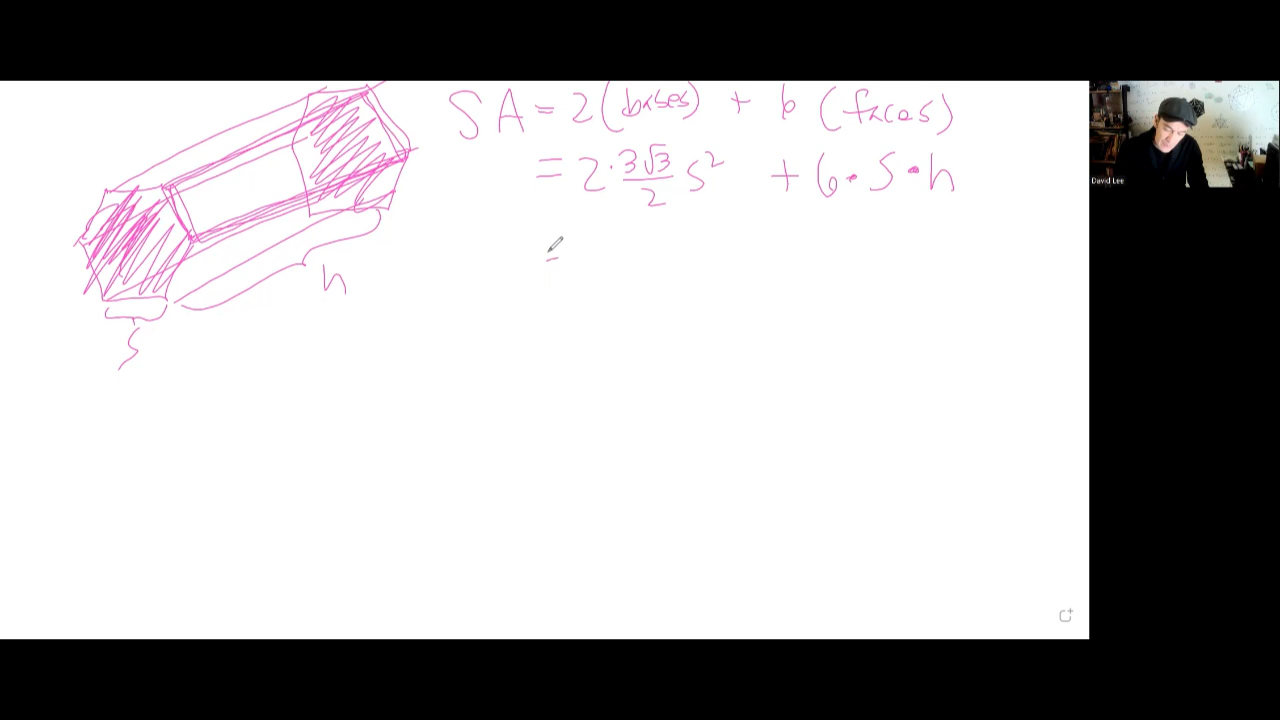 SA = 2 (bases) + 6 (faces)
= 2 · 3√3/2 s² + 6 · s · h
=
h
s
David Lee